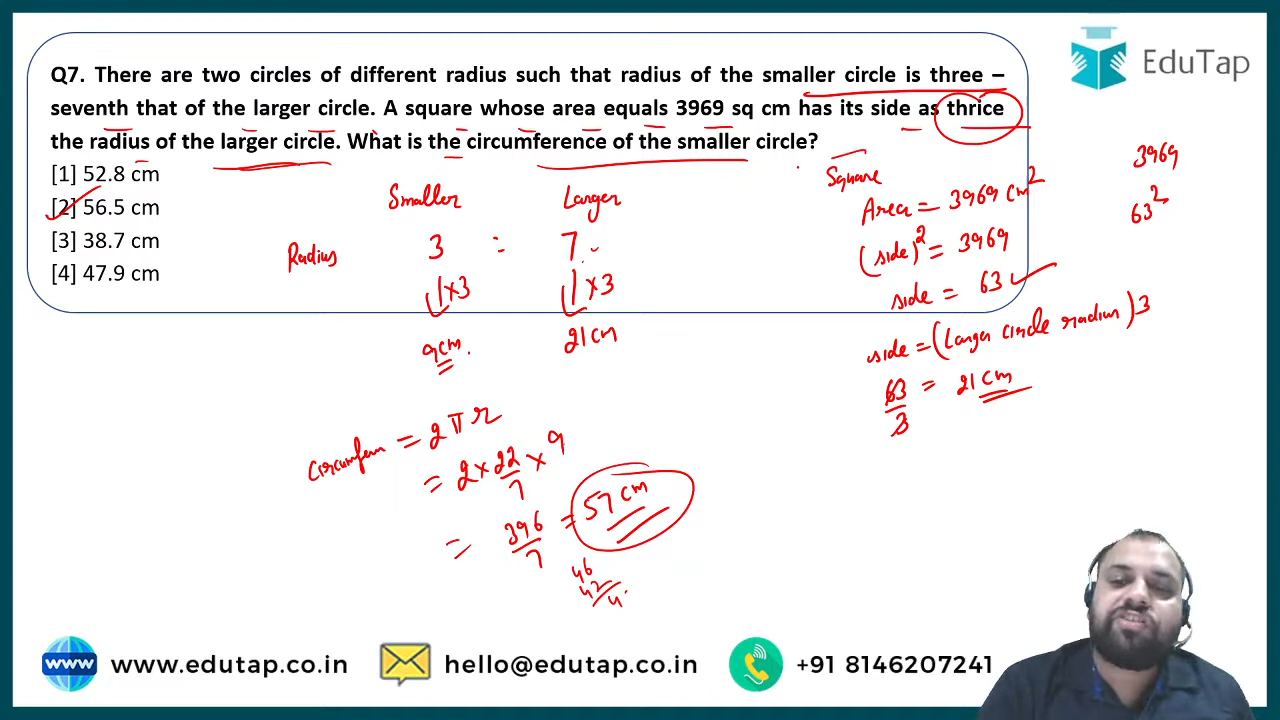 Q7. There are two circles of different radius such that radius of the smaller circle is three –
seventh that of the larger circle. A square whose area equals 3969 sq cm has its side as thrice
the radius of the larger circle. What is the circumference of the smaller circle?
[1] 52.8 cm
[2] 56.5 cm
[3] 38.7 cm
[4] 47.9 cm
EduTap
Smaller Larger
Radius 3 : 7
×3 ×3
9cm 21cm
Square
Area = 3969 cm²
(side)² = 3969
side = 63
side = (Larger circle radius) 3
63/3 = 21 cm
3969
63²
circumfern = 2πr
= 2 × 22/7 × 9
= 396/7 = 57 cm
46
42
4
www.edutap.co.in
hello@edutap.co.in
+91 8146207241
www